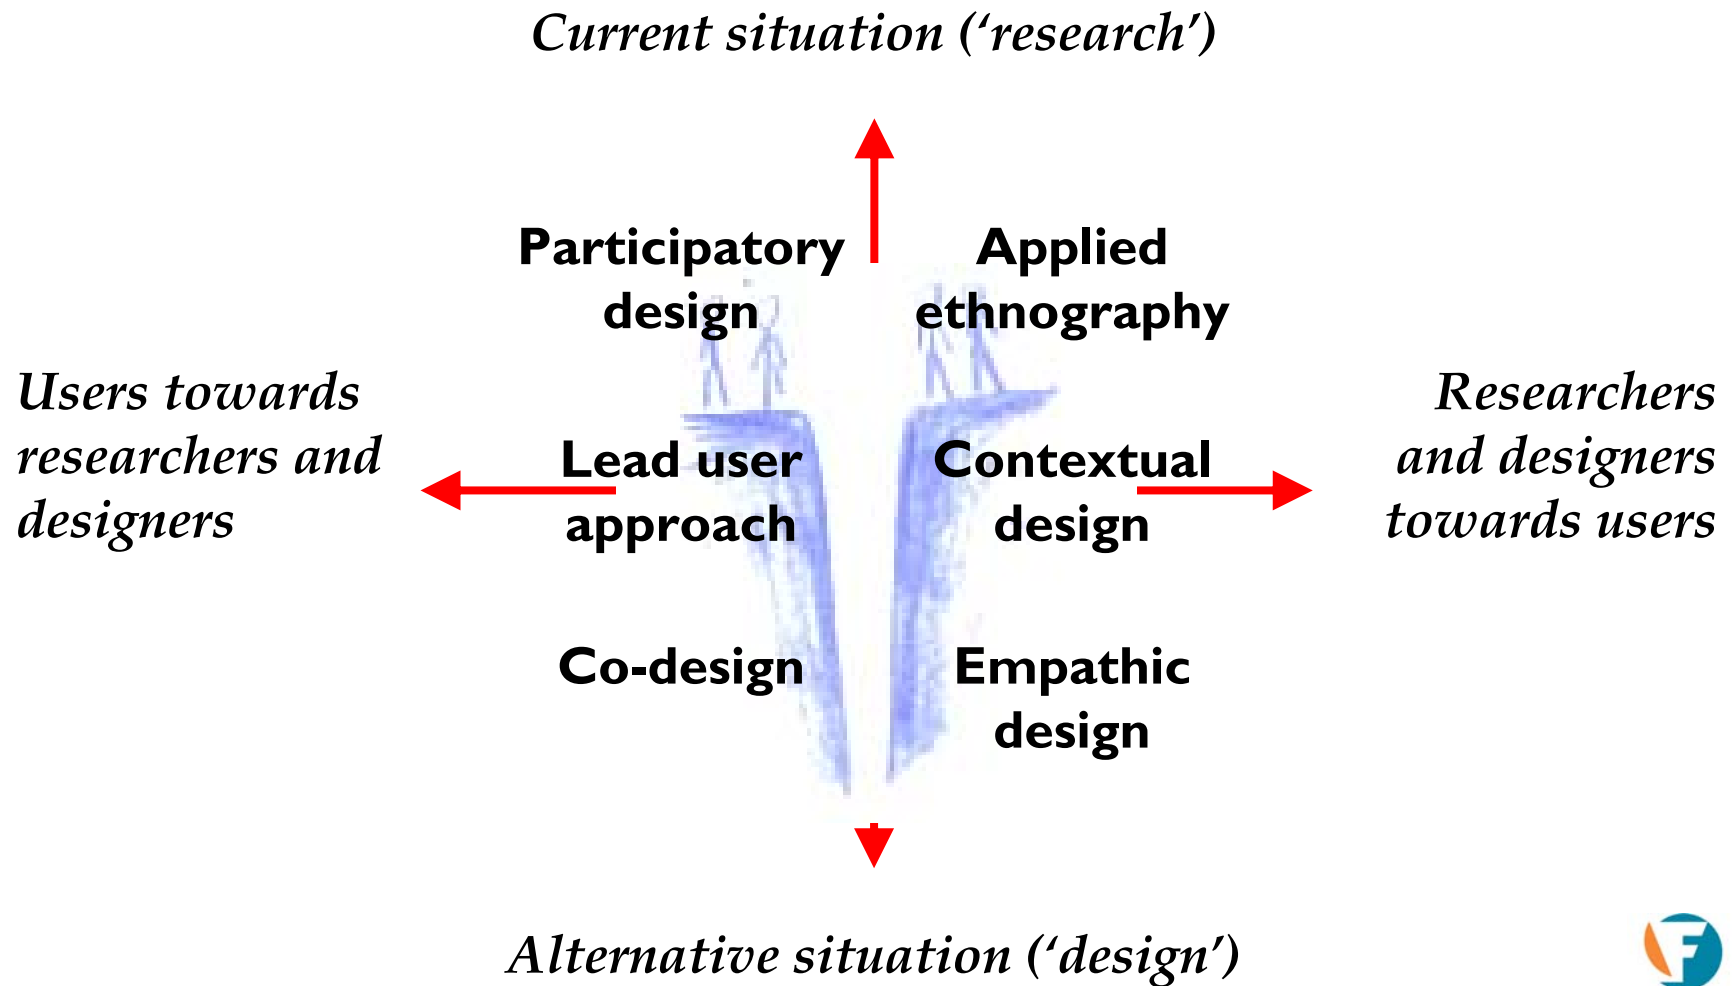 Current situation (‘research’)
Participatory
design
Applied
ethnography
Users towards
researchers and
designers
Lead user
approach
Contextual
design
Researchers
and designers
towards users
Co-design
Empathic
design
Alternative situation (‘design’)
F